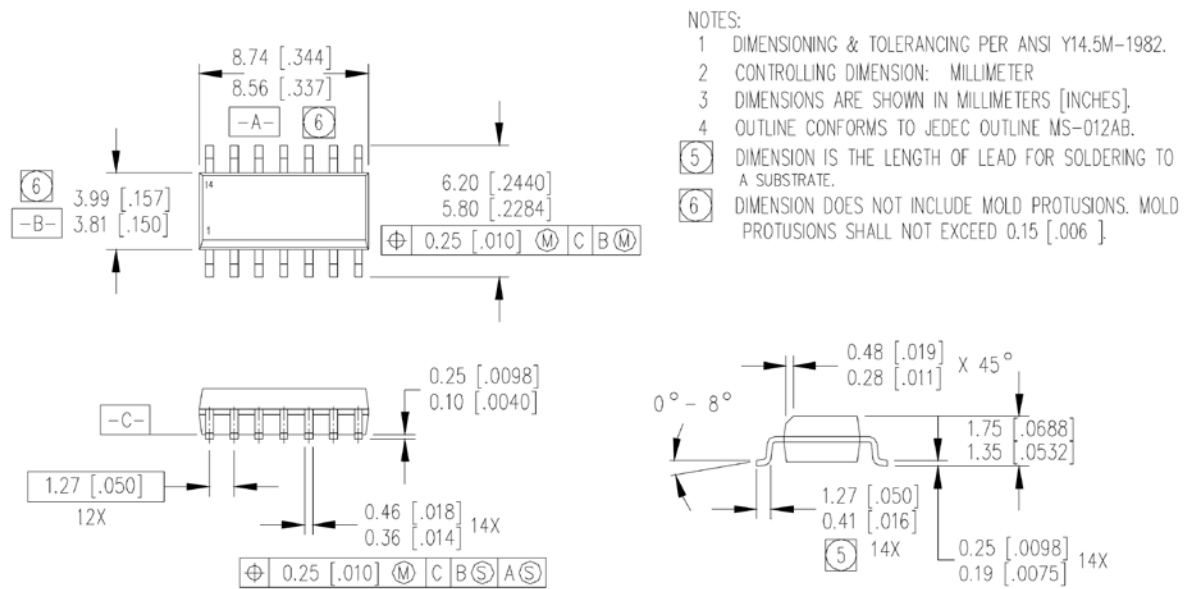 8.74 [.344]
8.56 [.337]
-A- 6
6
3.99 [.157]
3.81 [.150]
-B-
14
1
6.20 [.2440]
5.80 [.2284]
⌖ 0.25 [.010] Ⓜ C B Ⓜ
NOTES:
1 DIMENSIONING & TOLERANCING PER ANSI Y14.5M-1982.
2 CONTROLLING DIMENSION: MILLIMETER
3 DIMENSIONS ARE SHOWN IN MILLIMETERS [INCHES].
4 OUTLINE CONFORMS TO JEDEC OUTLINE MS-012AB.
5 DIMENSION IS THE LENGTH OF LEAD FOR SOLDERING TO
A SUBSTRATE.
6 DIMENSION DOES NOT INCLUDE MOLD PROTUSIONS. MOLD
PROTUSIONS SHALL NOT EXCEED 0.15 [.006 ].
-C-
0.25 [.0098]
0.10 [.0040]
1.27 [.050]
12X
0.46 [.018]
0.36 [.014] 14X
⌖ 0.25 [.010] Ⓜ C B Ⓢ A Ⓢ
0.48 [.019]
0.28 [.011] X 45°
0° - 8°
1.75 [.0688]
1.35 [.0532]
1.27 [.050]
0.41 [.016]
5 14X
0.25 [.0098]
0.19 [.0075] 14X